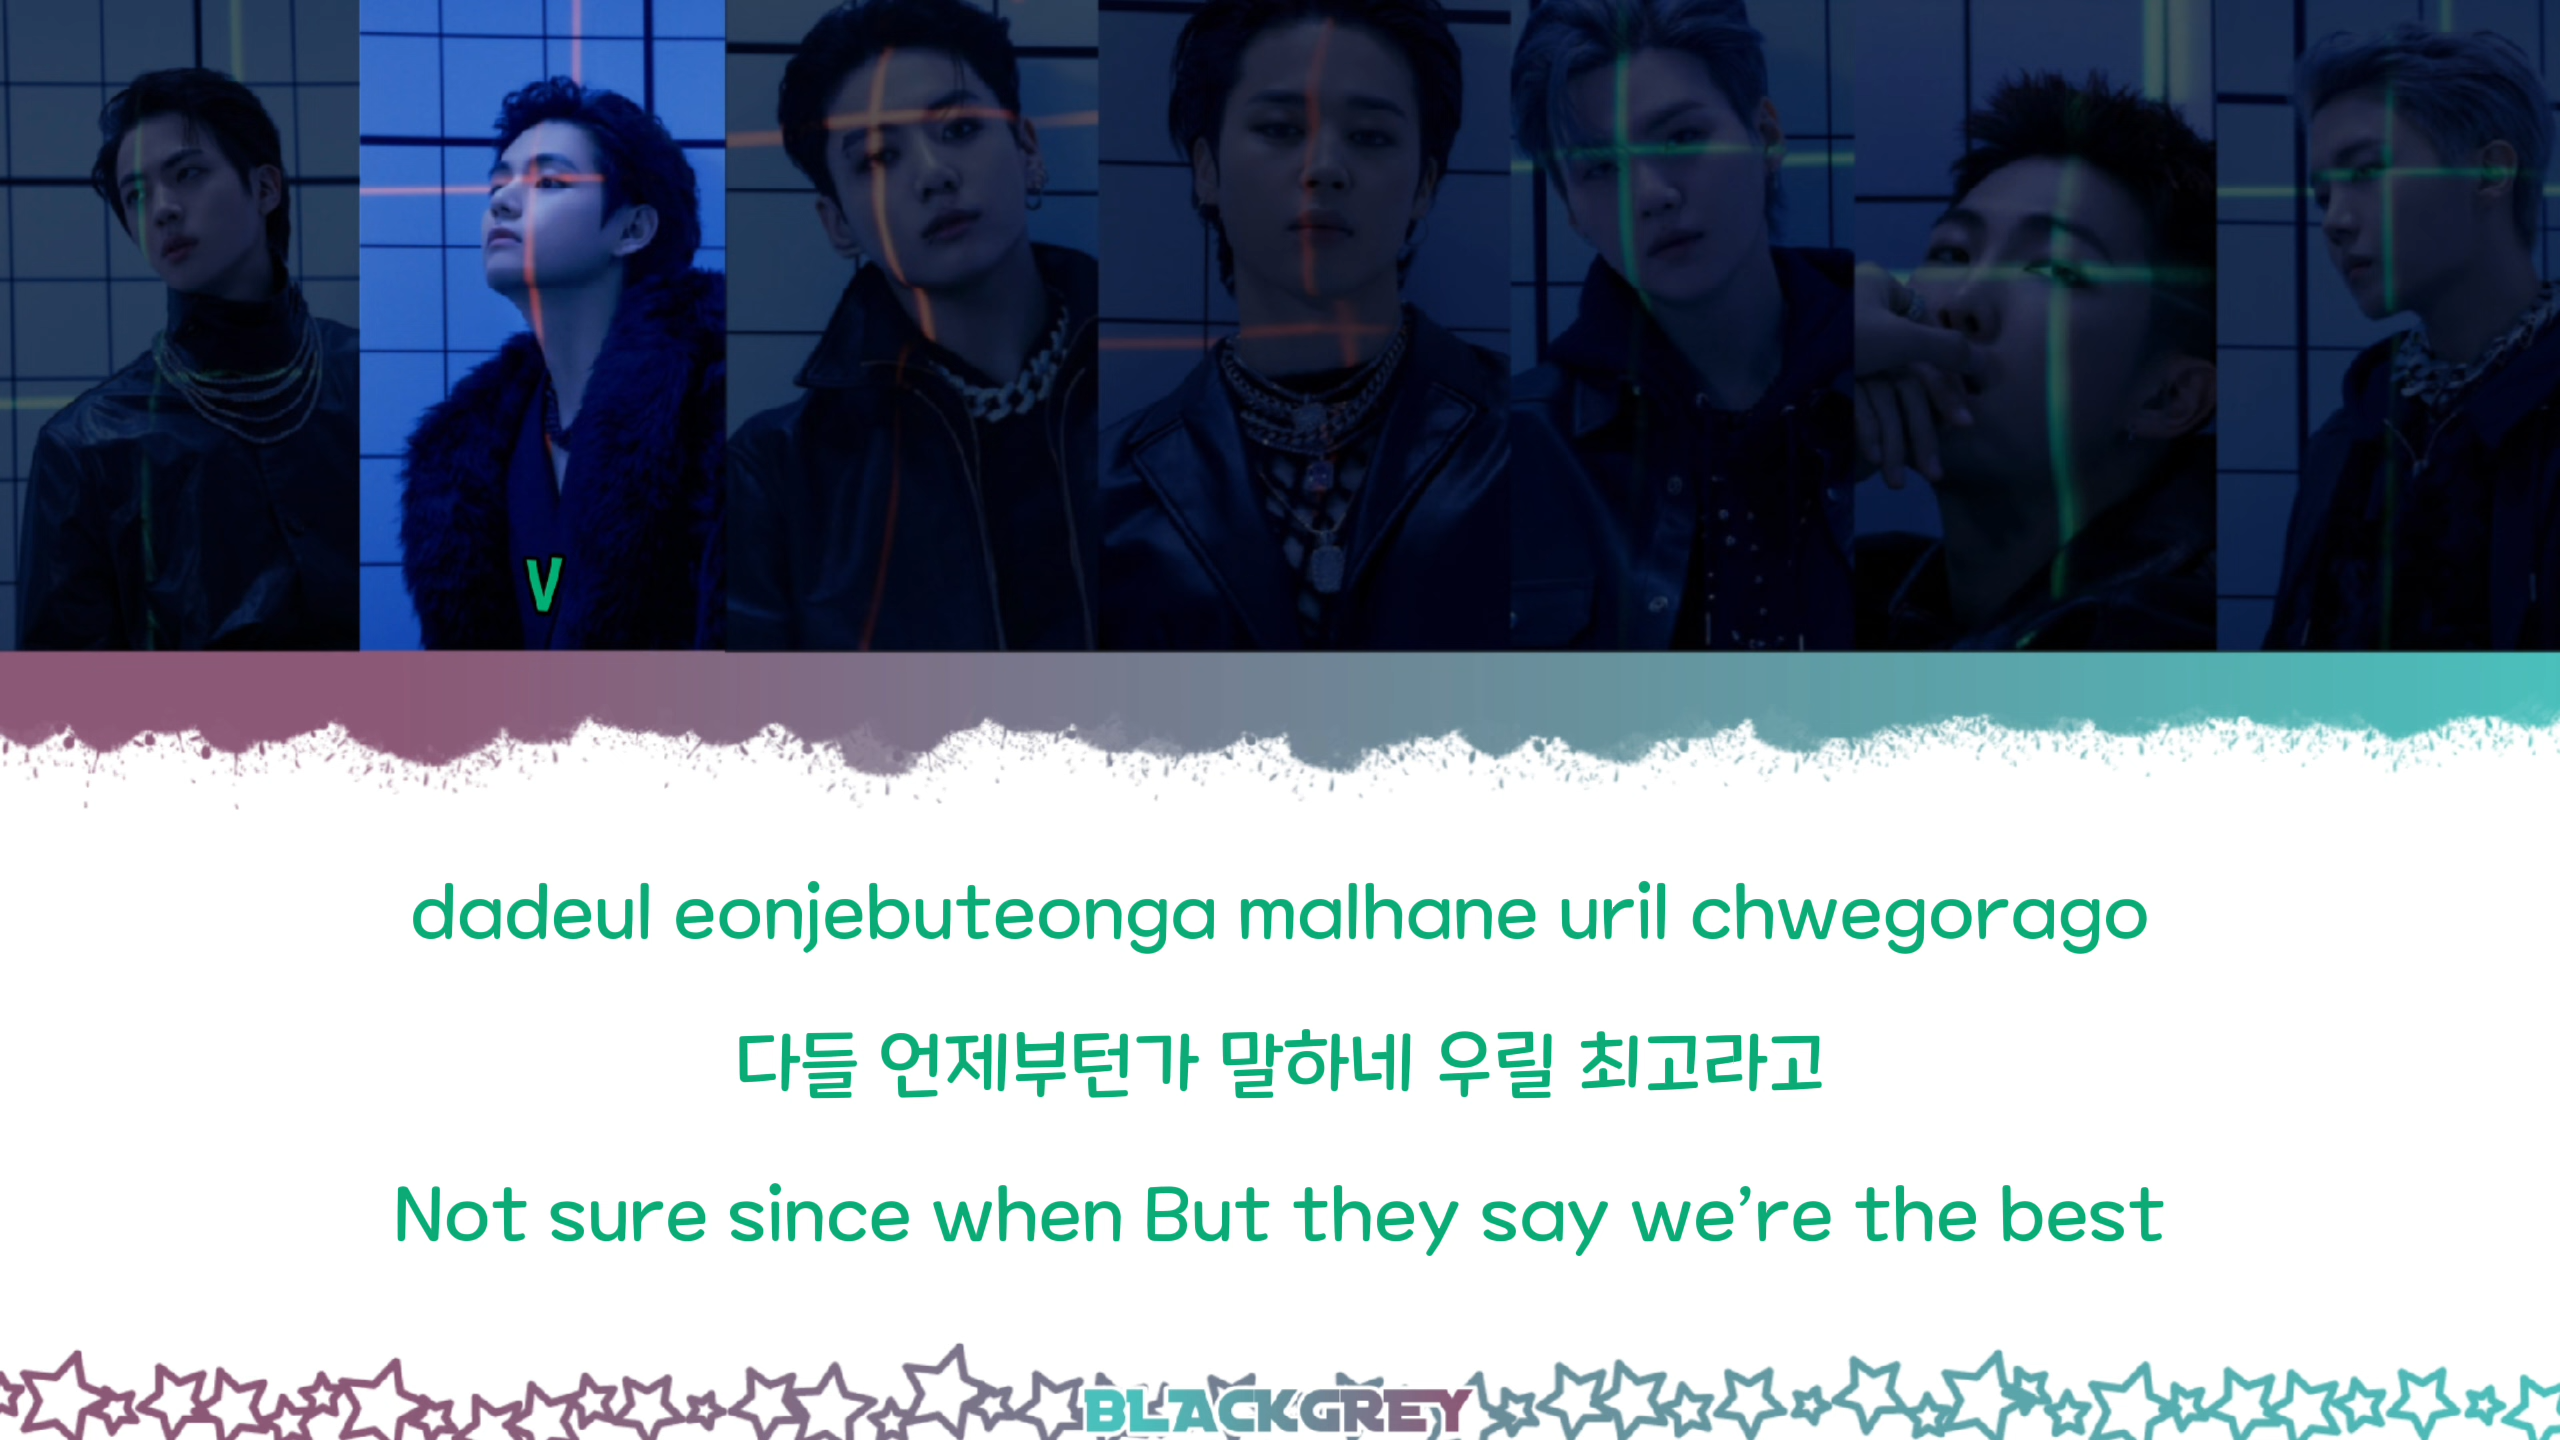 V
dadeul eonjebuteonga malhane uril chwegorago
다들 언제부턴가 말하네 우릴 최고라고
Not sure since when But they say we’re the best
BLACKGREY